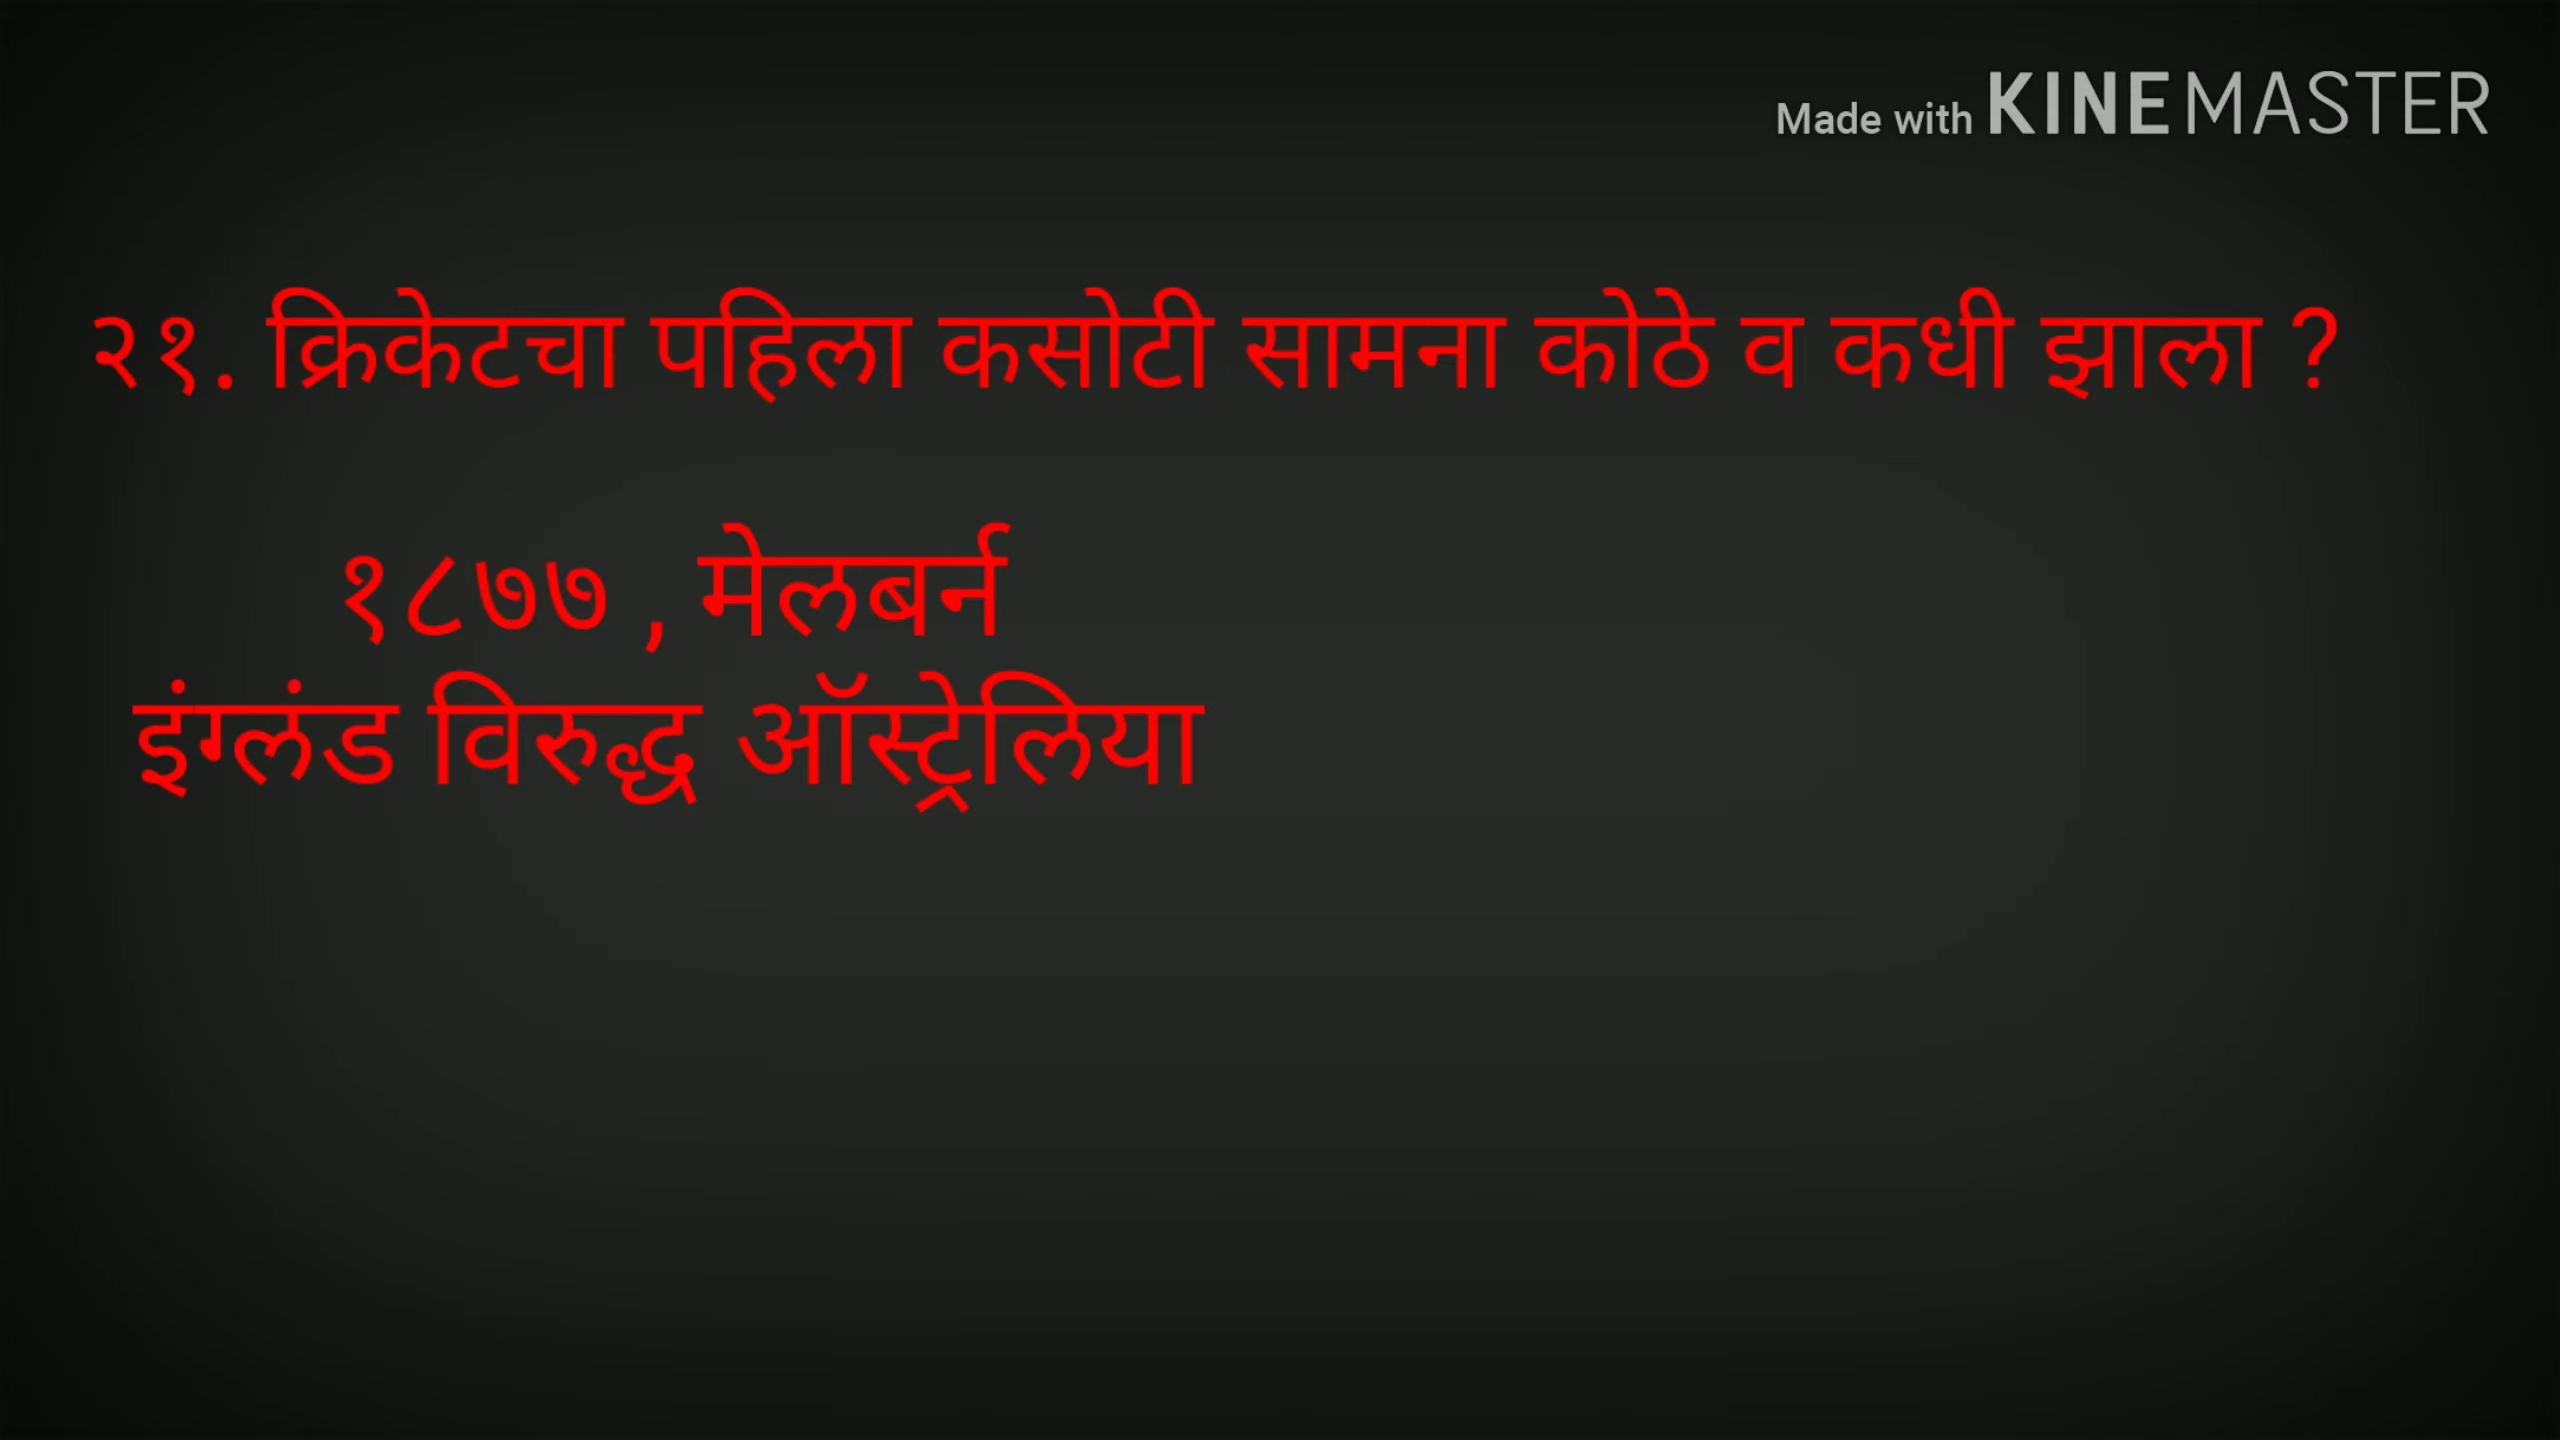 Made with KINEMASTER
२१. क्रिकेटचा पहिला कसोटी सामना कोठे व कधी झाला ?
१८७७ , मेलबर्न
इंग्लंड विरुद्ध ऑस्ट्रेलिया